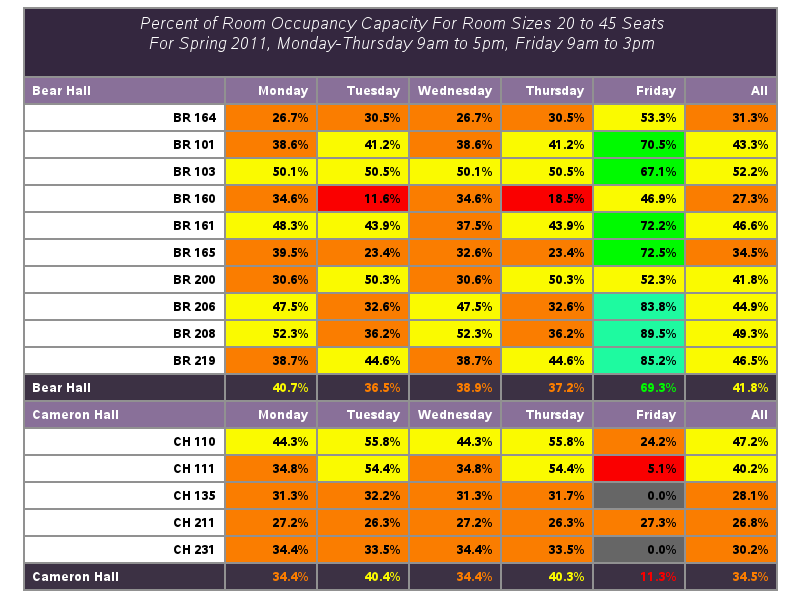 Percent of Room Occupancy Capacity For Room Sizes 20 to 45 Seats
For Spring 2011, Monday-Thursday 9am to 5pm, Friday 9am to 3pm
Bear Hall Monday Tuesday Wednesday Thursday Friday All
BR 164 26.7% 30.5% 26.7% 30.5% 53.3% 31.3%
BR 101 38.6% 41.2% 38.6% 41.2% 70.5% 43.3%
BR 103 50.1% 50.5% 50.1% 50.5% 67.1% 52.2%
BR 160 34.6% 11.6% 34.6% 18.5% 46.9% 27.3%
BR 161 48.3% 43.9% 37.5% 43.9% 72.2% 46.6%
BR 165 39.5% 23.4% 32.6% 23.4% 72.5% 34.5%
BR 200 30.6% 50.3% 30.6% 50.3% 52.3% 41.8%
BR 206 47.5% 32.6% 47.5% 32.6% 83.8% 44.9%
BR 208 52.3% 36.2% 52.3% 36.2% 89.5% 49.3%
BR 219 38.7% 44.6% 38.7% 44.6% 85.2% 46.5%
Bear Hall 40.7% 36.5% 38.9% 37.2% 69.3% 41.8%
Cameron Hall Monday Tuesday Wednesday Thursday Friday All
CH 110 44.3% 55.8% 44.3% 55.8% 24.2% 47.2%
CH 111 34.8% 54.4% 34.8% 54.4% 5.1% 40.2%
CH 135 31.3% 32.2% 31.3% 31.7% 0.0% 28.1%
CH 211 27.2% 26.3% 27.2% 26.3% 27.3% 26.8%
CH 231 34.4% 33.5% 34.4% 33.5% 0.0% 30.2%
Cameron Hall 34.4% 40.4% 34.4% 40.3% 11.3% 34.5%